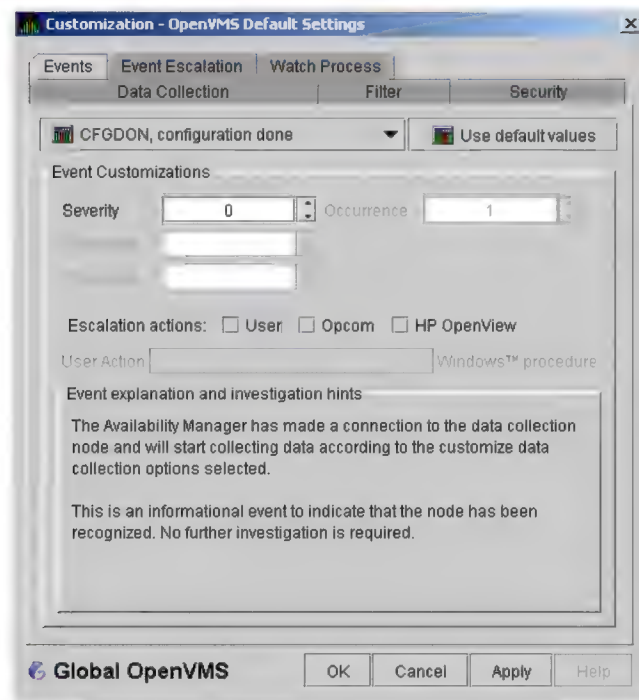 Customization - OpenVMS Default Settings
Events Event Escalation Watch Process
Data Collection Filter Security
CFGDON, configuration done Use default values
Event Customizations
Severity 0 Occurrence 1
Escalation actions: User Opcom HP OpenView
User Action Windows™ procedure
Event explanation and investigation hints
The Availability Manager has made a connection to the data collection
node and will start collecting data according to the customize data
collection options selected.
This is an informational event to indicate that the node has been
recognized. No further investigation is required.
Global OpenVMS OK Cancel Apply Help